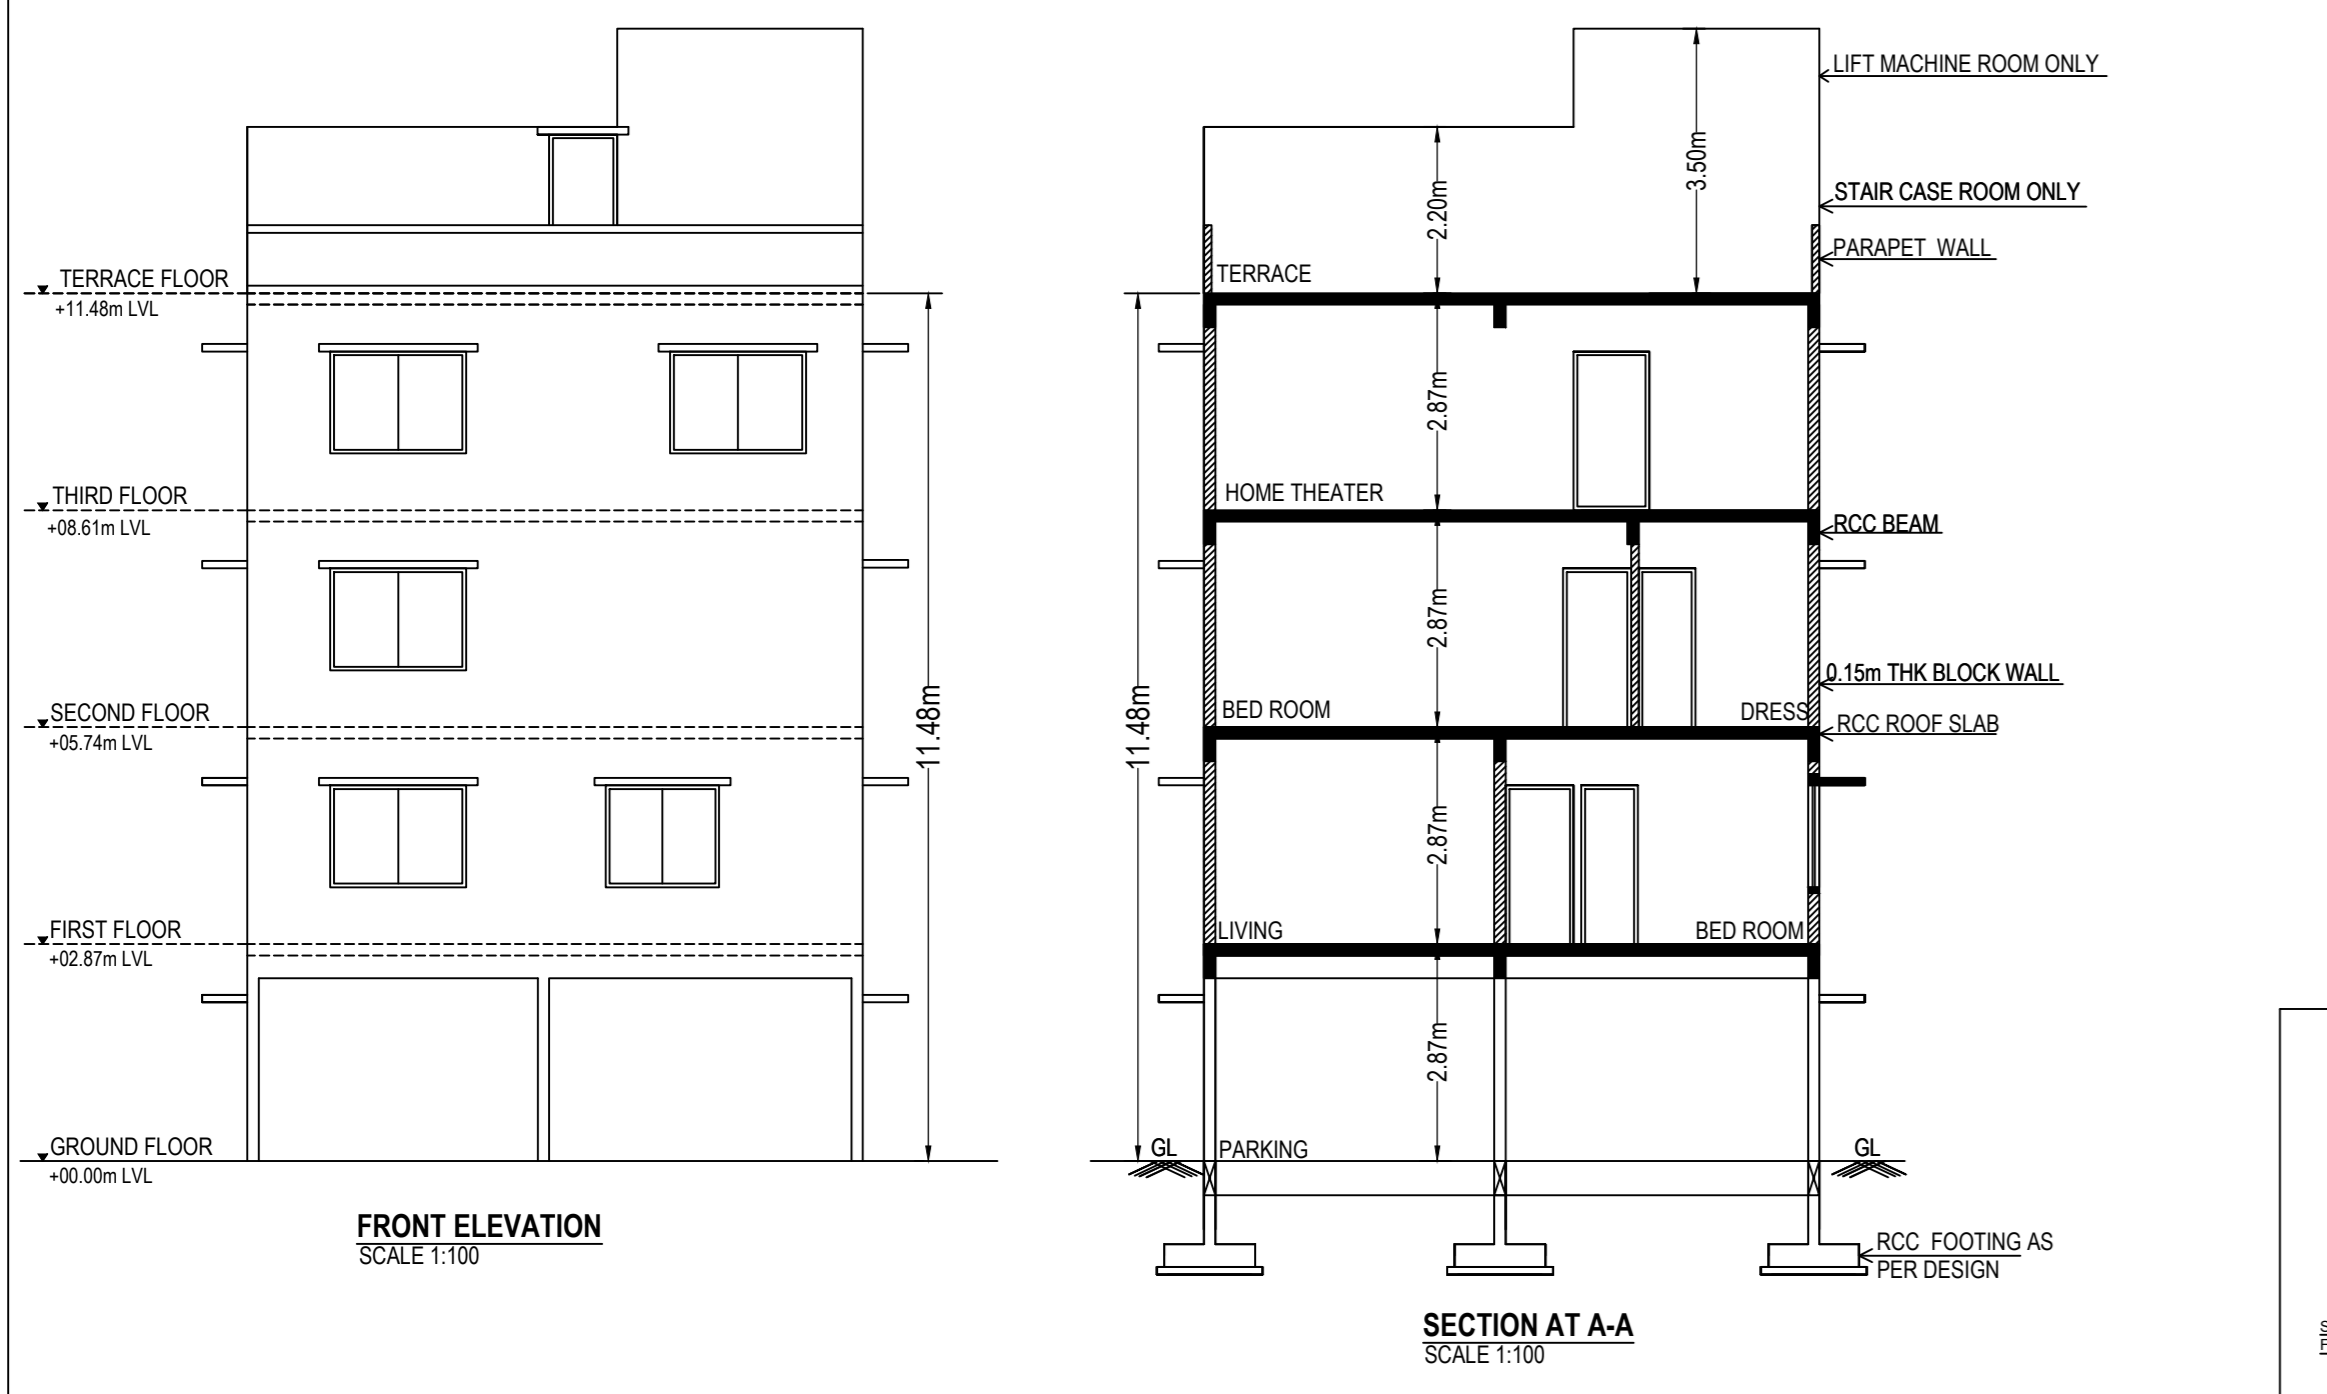 TERRACE FLOOR
+11.48m LVL
THIRD FLOOR
+08.61m LVL
SECOND FLOOR
+05.74m LVL
FIRST FLOOR
+02.87m LVL
GROUND FLOOR
+00.00m LVL
11.48m
FRONT ELEVATION
SCALE 1:100
LIFT MACHINE ROOM ONLY
3.50m
STAIR CASE ROOM ONLY
2.20m
PARAPET WALL
TERRACE
2.87m
HOME THEATER
RCC BEAM
2.87m
0.15m THK BLOCK WALL
BED ROOM
DRESS
RCC ROOF SLAB
11.48m
2.87m
LIVING
BED ROOM
2.87m
GL
PARKING
GL
RCC FOOTING AS
PER DESIGN
SECTION AT A-A
SCALE 1:100